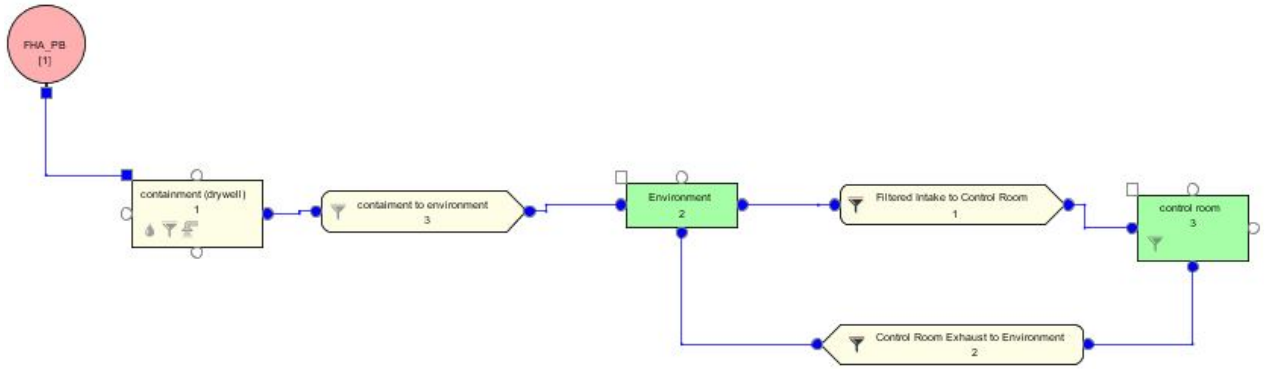 FHA_PB
[1]
containment (drywell)
1
contaiment to environment
3
Environment
2
Filtered Intake to Control Room
1
control room
3
Control Room Exhaust to Environment
2